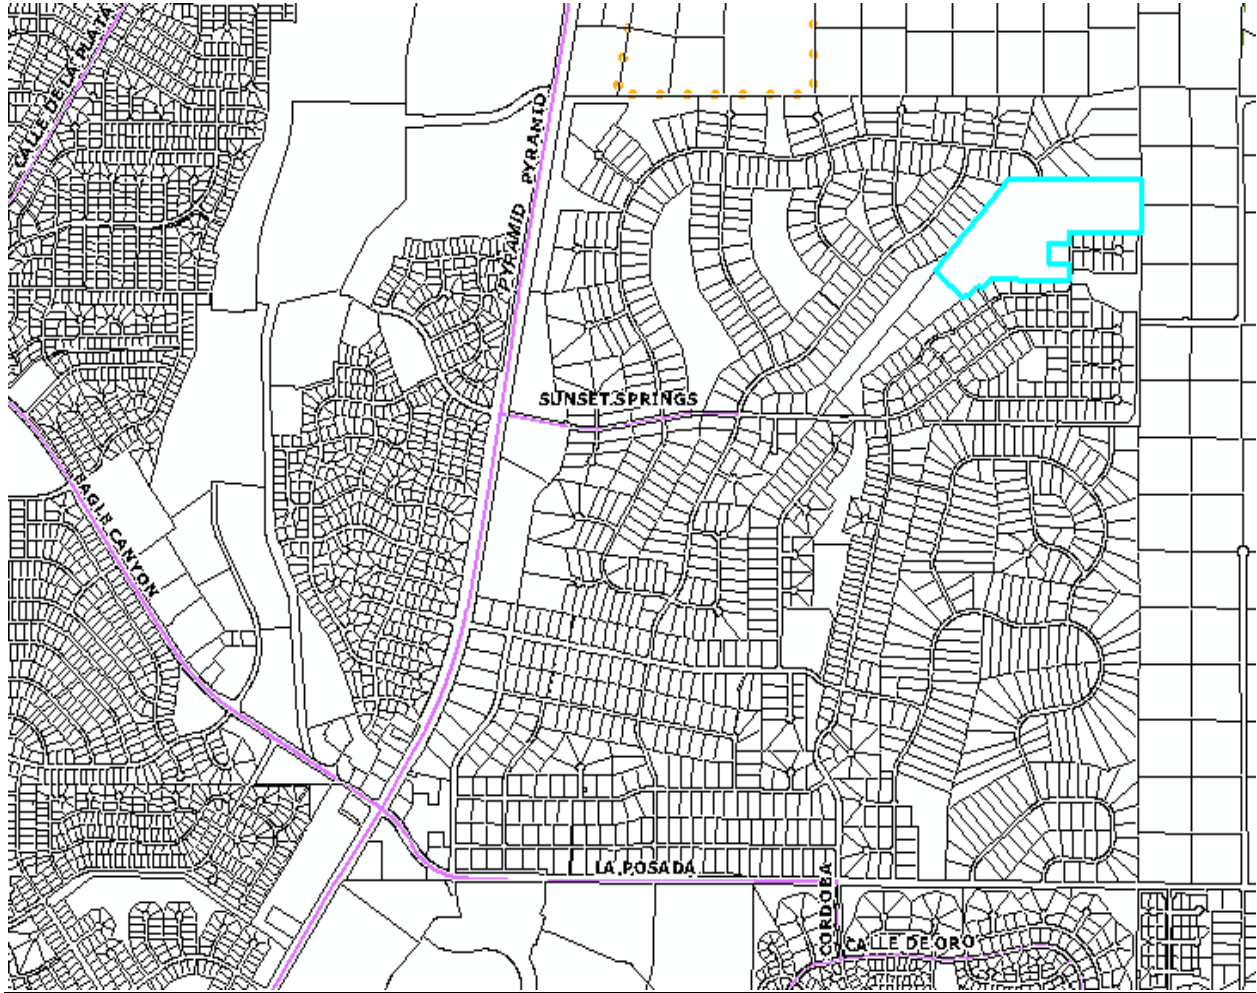 CALLE DE LA PLATA
PYRAMID
PYRAMID
SUNSET SPRINGS
EAGLE CANYON
LA POSADA
CORDOBA
CALLE DE ORO